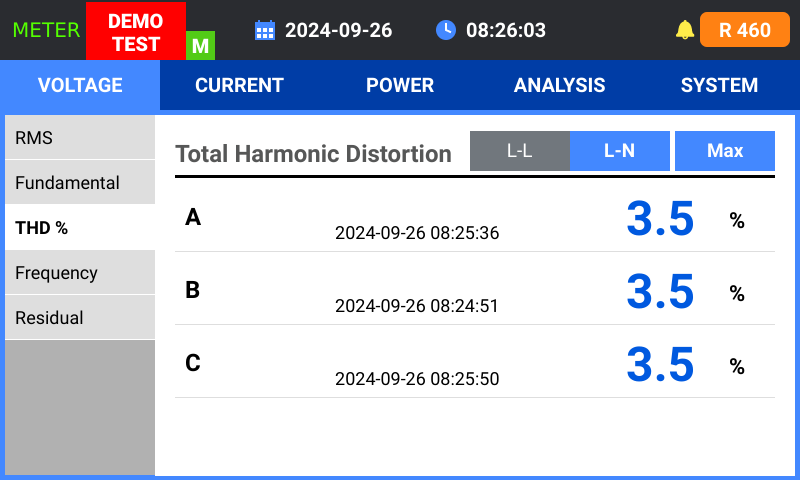 METER
DEMO
TEST
M
2024-09-26
08:26:03
R 460
VOLTAGE
CURRENT
POWER
ANALYSIS
SYSTEM
RMS
Fundamental
THD %
Frequency
Residual
Total Harmonic Distortion
L-L
L-N
Max
A
2024-09-26 08:25:36
3.5 %
B
2024-09-26 08:24:51
3.5 %
C
2024-09-26 08:25:50
3.5 %